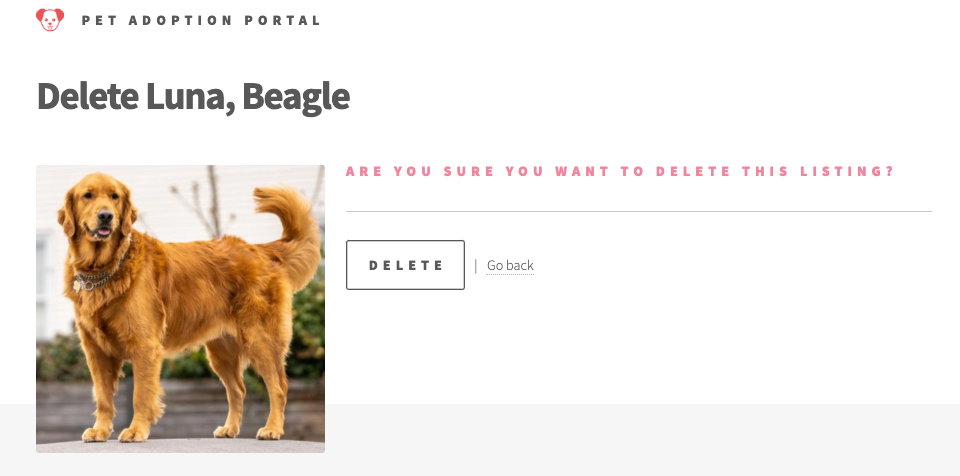 PET ADOPTION PORTAL
Delete Luna, Beagle
ARE YOU SURE YOU WANT TO DELETE THIS LISTING?
DELETE | Go back